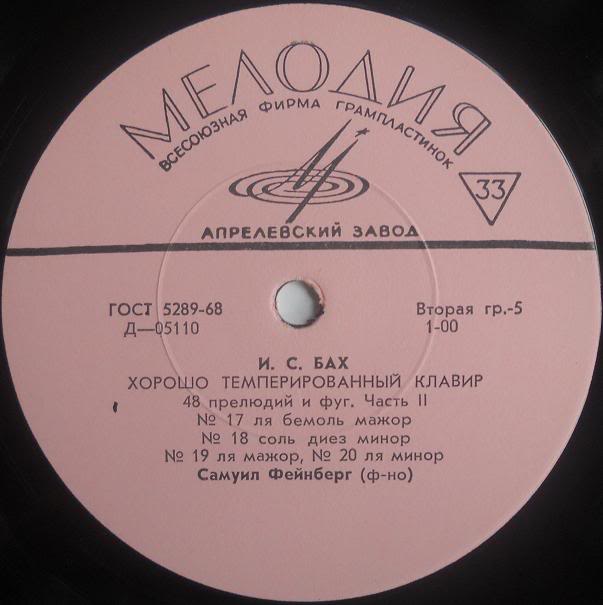 МЕЛОДИЯ
ВСЕСОЮЗНАЯ ФИРМА ГРАМПЛАСТИНОК
33
АПРЕЛЕВСКИЙ ЗАВОД
ГОСТ 5289-68
Д—05110
Вторая гр.-5
1-00
И. С. БАХ
ХОРОШО ТЕМПЕРИРОВАННЫЙ КЛАВИР
48 прелюдий и фуг. Часть II
№ 17 ля бемоль мажор
№ 18 соль диез минор
№ 19 ля мажор, № 20 ля минор
Самуил Фейнберг (ф-но)